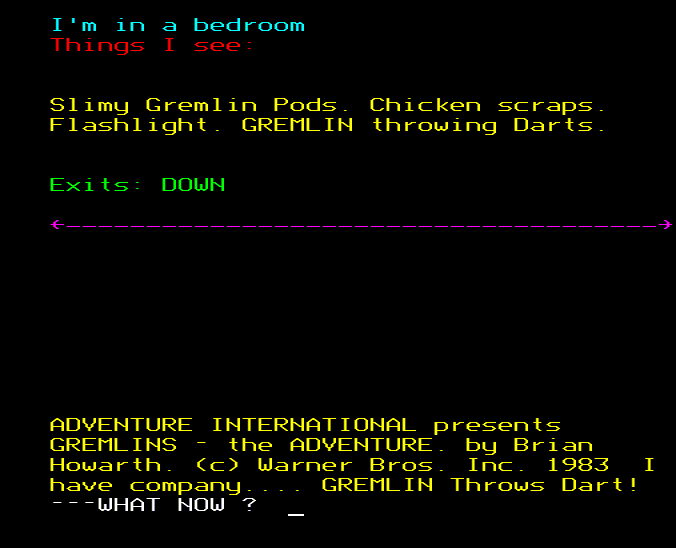 I'm in a bedroom
Things I see:
Slimy Gremlin Pods. Chicken scraps.
Flashlight. GREMLIN throwing Darts.
Exits: DOWN
←--------------------------------------→
ADVENTURE INTERNATIONAL presents
GREMLINS - the ADVENTURE. by Brian
Howarth. (c) Warner Bros. Inc. 1983  I
have company.... GREMLIN Throws Dart!
---WHAT NOW ?  _